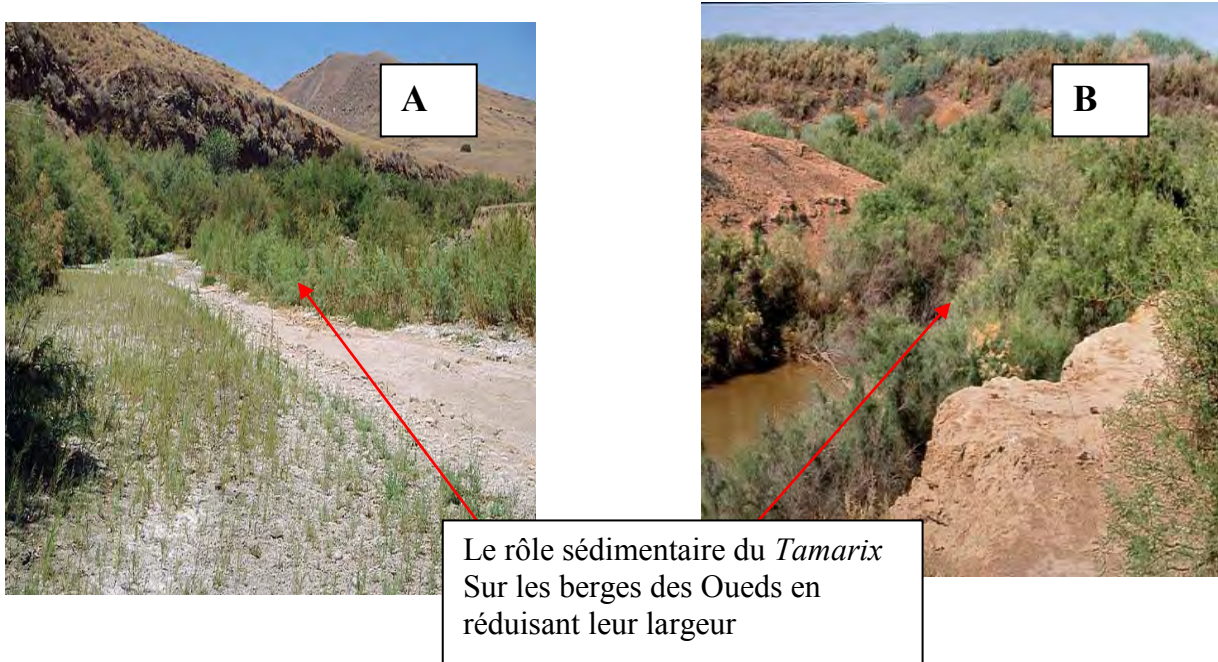 A
B
Le rôle sédimentaire du Tamarix
Sur les berges des Oueds en
réduisant leur largeur